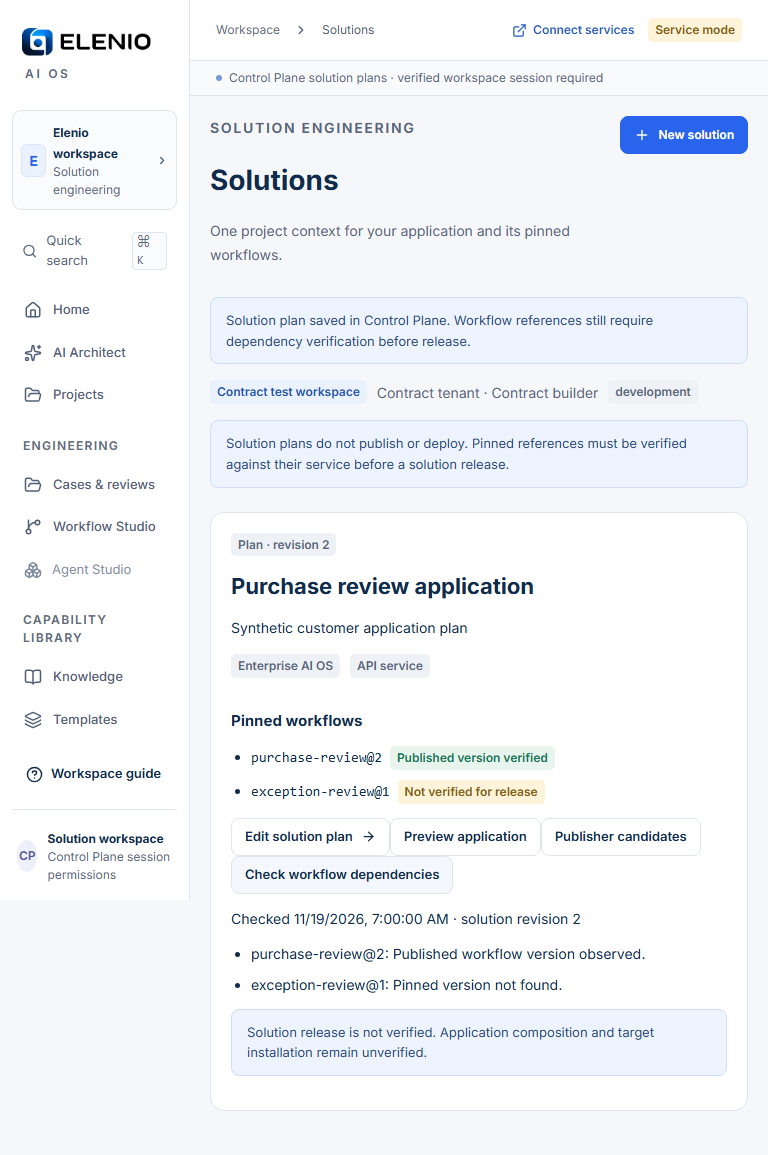 ELENIO
AI OS
Elenio
workspace
Solution
engineering
E
Quick
search
⌘
K
Home
AI Architect
Projects
ENGINEERING
Cases & reviews
Workflow Studio
Agent Studio
CAPABILITY
LIBRARY
Knowledge
Templates
Workspace guide
CP
Solution workspace
Control Plane session
permissions
Workspace > Solutions
Connect services
Service mode
Control Plane solution plans · verified workspace session required
SOLUTION ENGINEERING
New solution
Solutions
One project context for your application and its pinned
workflows.
Solution plan saved in Control Plane. Workflow references still require
dependency verification before release.
Contract test workspace Contract tenant · Contract builder development
Solution plans do not publish or deploy. Pinned references must be verified
against their service before a solution release.
Plan · revision 2
Purchase review application
Synthetic customer application plan
Enterprise AI OS API service
Pinned workflows
purchase-review@2 Published version verified
exception-review@1 Not verified for release
Edit solution plan → Preview application Publisher candidates
Check workflow dependencies
Checked 11/19/2026, 7:00:00 AM · solution revision 2
purchase-review@2: Published workflow version observed.
exception-review@1: Pinned version not found.
Solution release is not verified. Application composition and target
installation remain unverified.